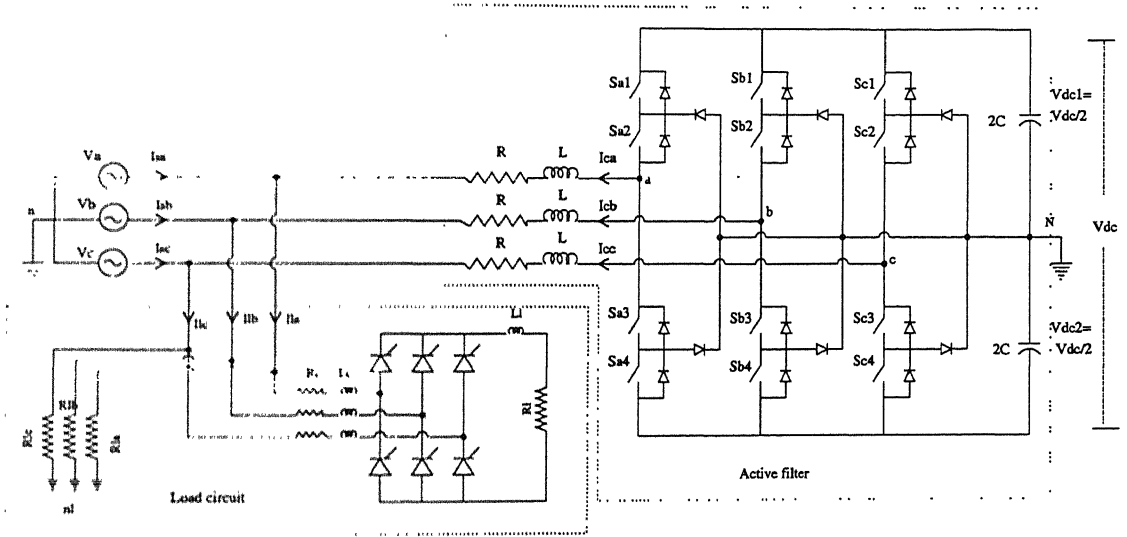 Sa1
Sb1
Sc1
Vdc1=
Vdc/2
2C
Sa2
Sb2
Sc2
Va
Isa
R
L
Ica
a
n
Vb
Isb
R
L
Icb
b
N
Vdc
Vc
Isc
R
L
Icc
c
Ilc
Ilb
Ila
Ll
Sa3
Sb3
Sc3
Vdc2=
Vdc/2
2C
Sa4
Sb4
Sc4
Rl
Rlc
Rlb
Rla
nl
Load circuit
Active filter